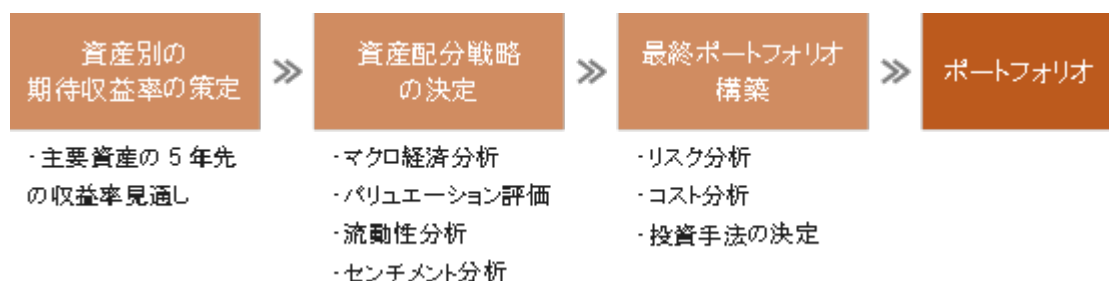 資産別の
期待収益率の策定
資産配分戦略
の決定
最終ポートフォリオ
構築
ポートフォリオ
・主要資産の5年先
の収益率見通し
・マクロ経済分析
・バリュエーション評価
・流動性分析
・センチメント分析
・リスク分析
・コスト分析
・投資手法の決定